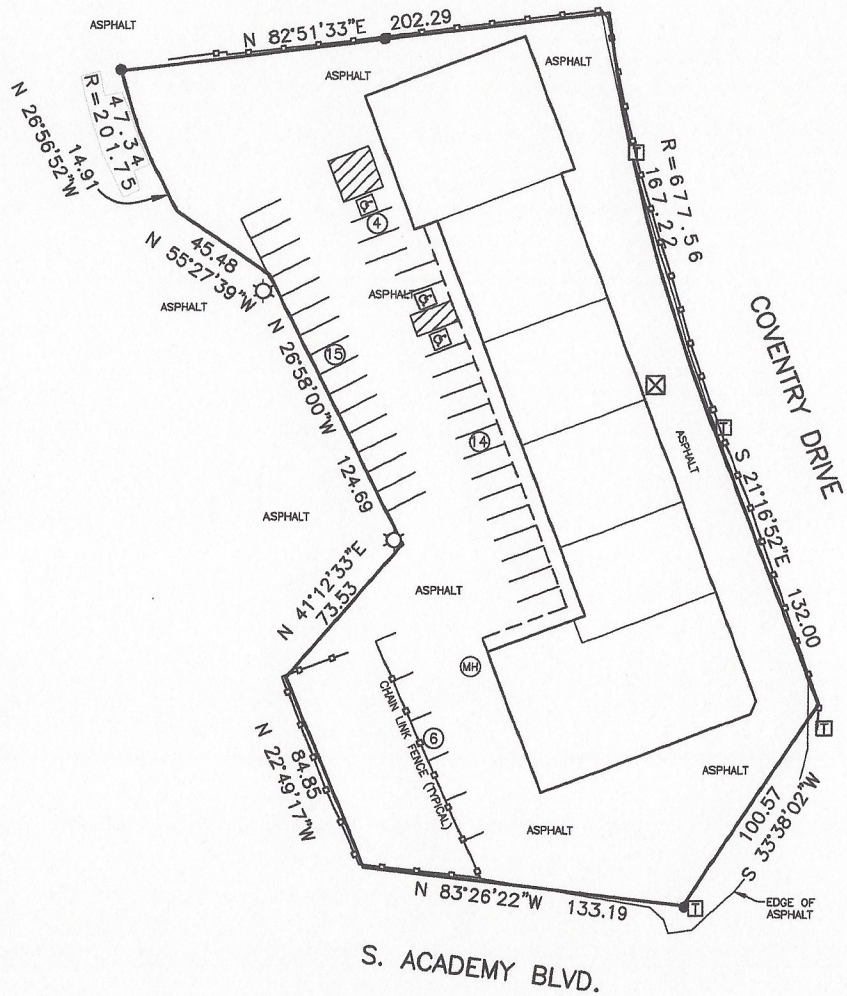 ASPHALT
N 82°51'33"E 202.29
ASPHALT
ASPHALT
47.34
R=201.75
14.91
N 26°56'52"W
R=677.56
167.22
4
45.48
N 55°27'39"W
ASPHALT
ASPHALT
15
N 26°58'00"W
124.69
COVENTRY DRIVE
14
ASPHALT
S 21°16'52"E 132.00
ASPHALT
N 41°12'33"E
73.53
ASPHALT
MH
CHAIN LINK FENCE (TYPICAL)
6
84.85
N 22°49'17"W
T
T
T
T
ASPHALT
ASPHALT
100.57
S 33°38'02"W
N 83°26'22"W 133.19
EDGE OF
ASPHALT
S. ACADEMY BLVD.